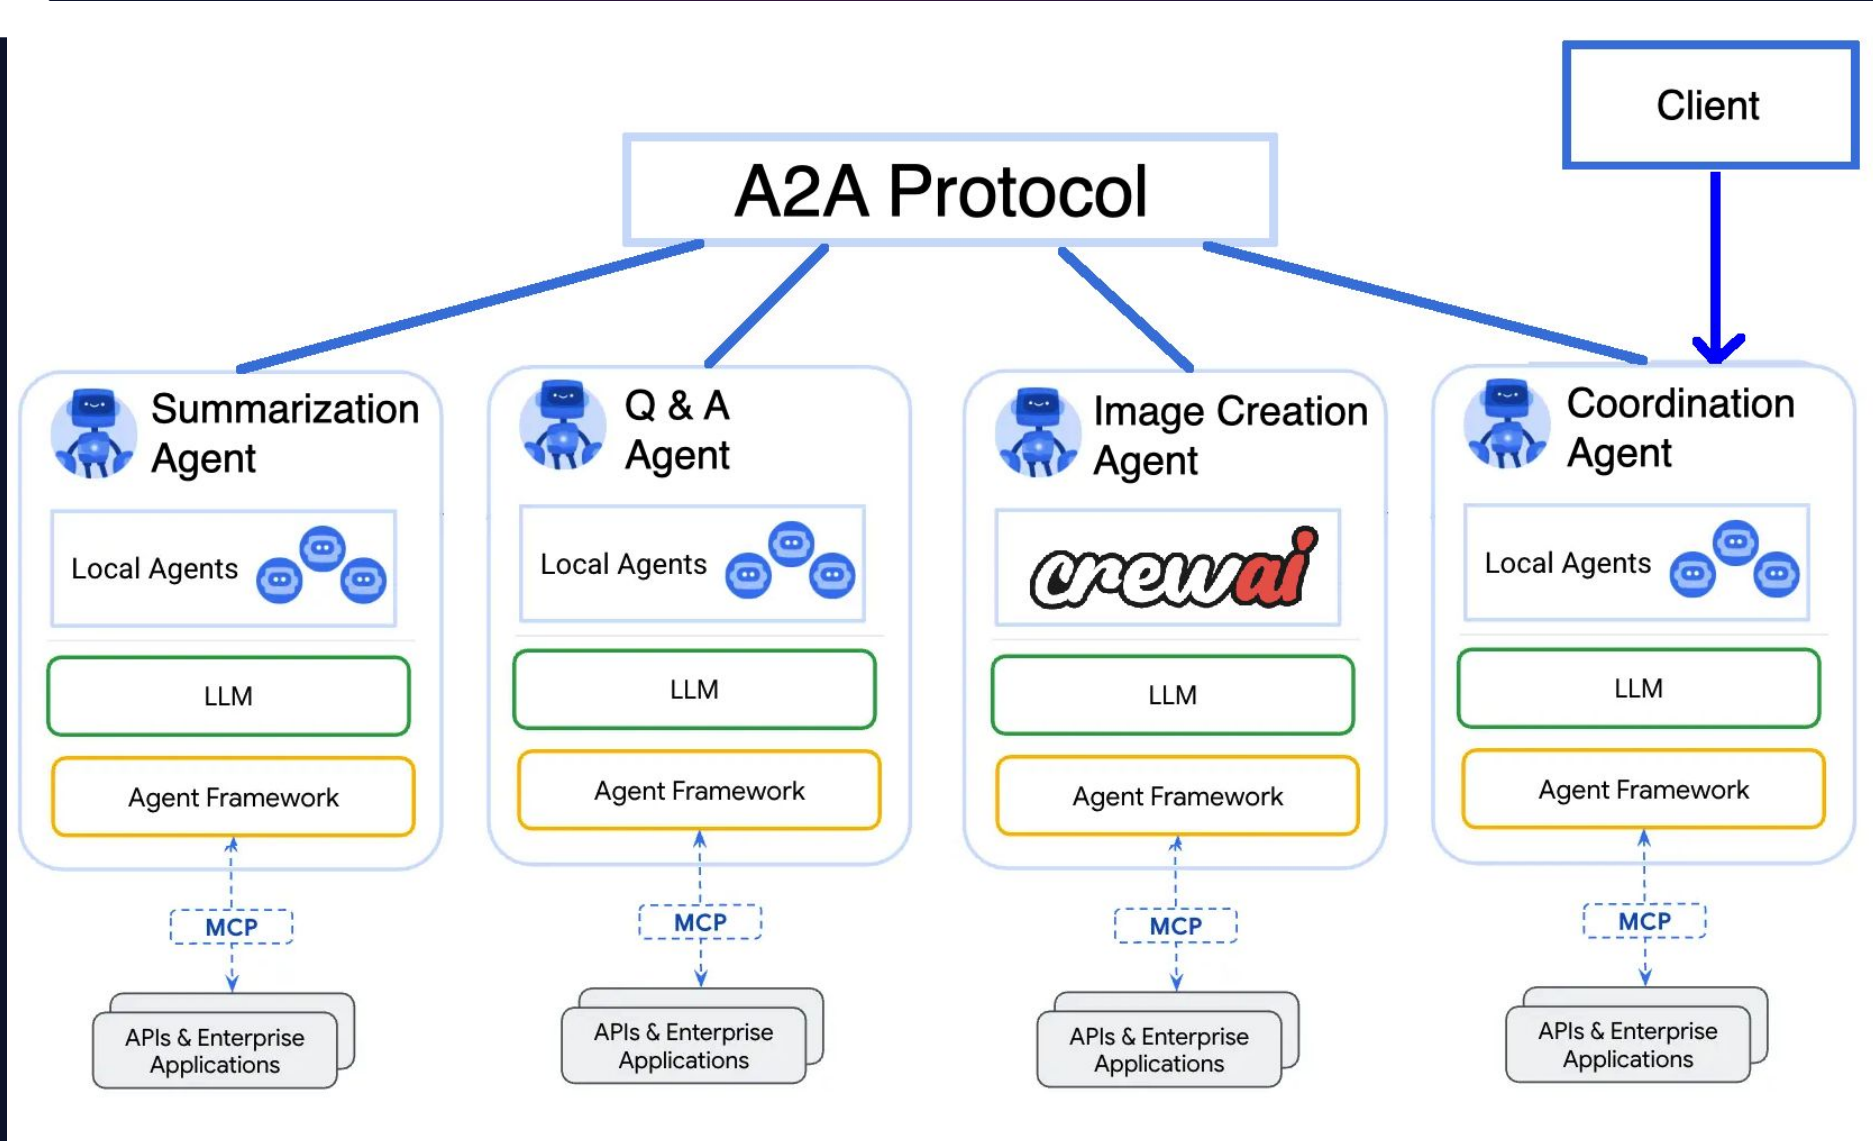 Client
A2A Protocol
Summarization
Agent
Local Agents
LLM
Agent Framework
MCP
APIs & Enterprise
Applications
Q & A
Agent
Local Agents
LLM
Agent Framework
MCP
APIs & Enterprise
Applications
Image Creation
Agent
crewai
LLM
Agent Framework
MCP
APIs & Enterprise
Applications
Coordination
Agent
Local Agents
LLM
Agent Framework
MCP
APIs & Enterprise
Applications